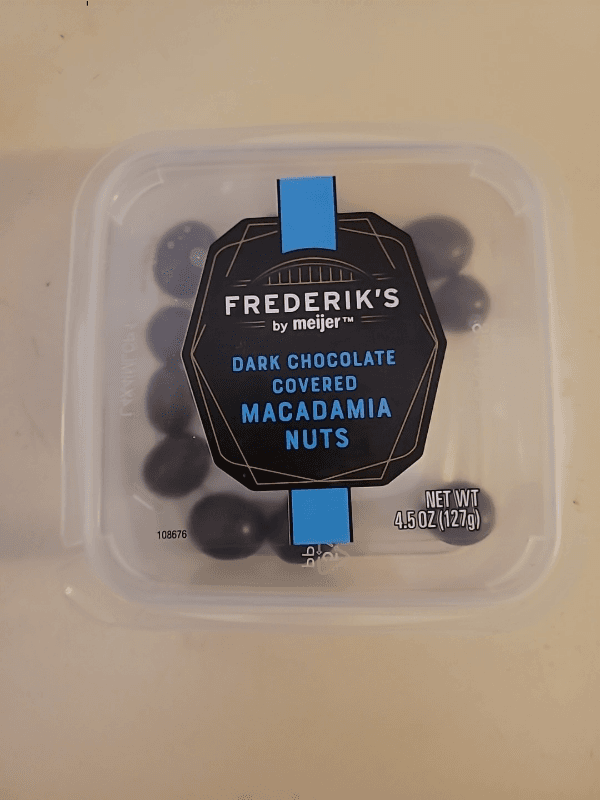 FREDERIK'S
by meijer™
DARK CHOCOLATE
COVERED
MACADAMIA
NUTS
NET WT
4.5 OZ (127g)
108676